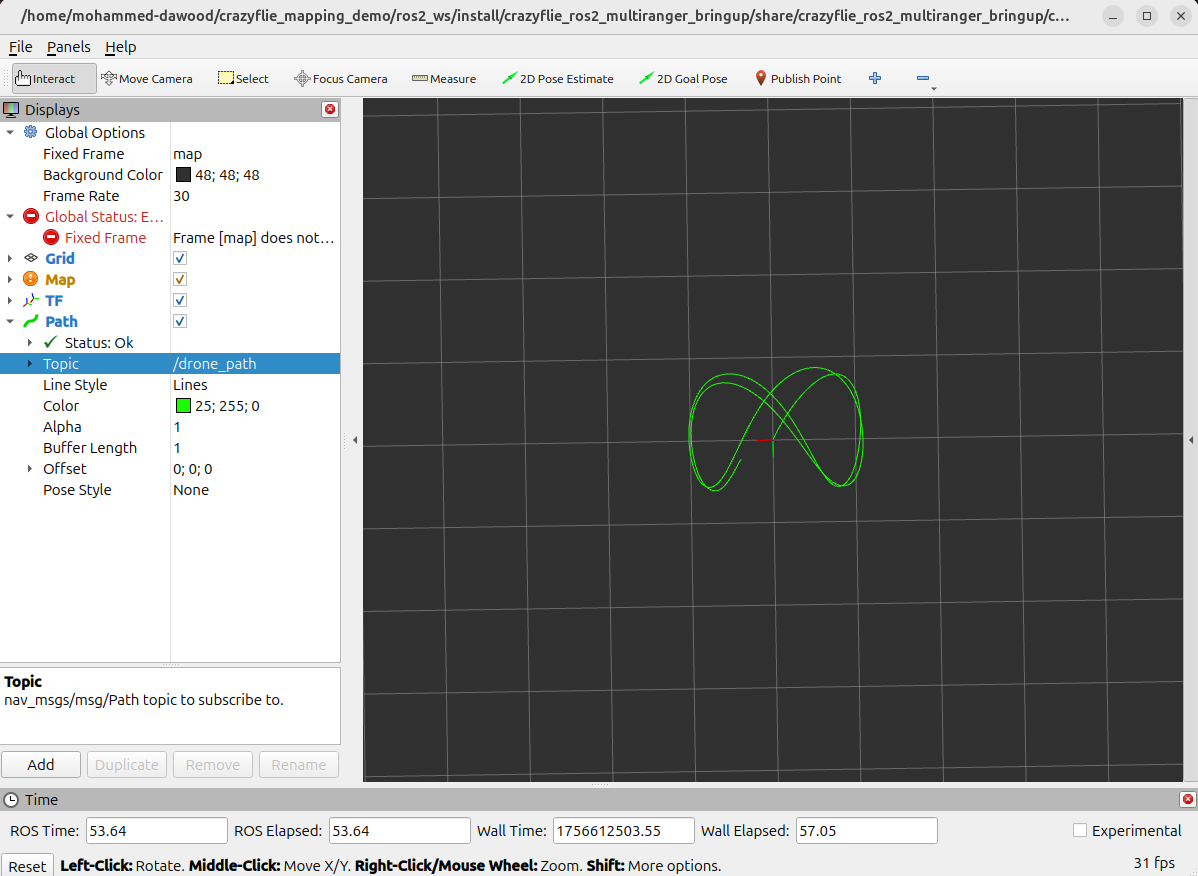 /home/mohammed-dawood/crazyflie_mapping_demo/ros2_ws/install/crazyflie_ros2_multiranger_bringup/share/crazyflie_ros2_multiranger_bringup/c...
File Panels Help
Interact Move Camera Select Focus Camera Measure 2D Pose Estimate 2D Goal Pose Publish Point
Displays
Global Options
Fixed Frame map
Background Color 48; 48; 48
Frame Rate 30
Global Status: E...
Fixed Frame Frame [map] does not...
Grid
Map
TF
Path
Status: Ok
Topic /drone_path
Line Style Lines
Color 25; 255; 0
Alpha 1
Buffer Length 1
Offset 0; 0; 0
Pose Style None
Topic
nav_msgs/msg/Path topic to subscribe to.
Add Duplicate Remove Rename
Time
ROS Time: 53.64 ROS Elapsed: 53.64 Wall Time: 1756612503.55 Wall Elapsed: 57.05 Experimental
Reset Left-Click: Rotate. Middle-Click: Move X/Y. Right-Click/Mouse Wheel: Zoom. Shift: More options. 31 fps